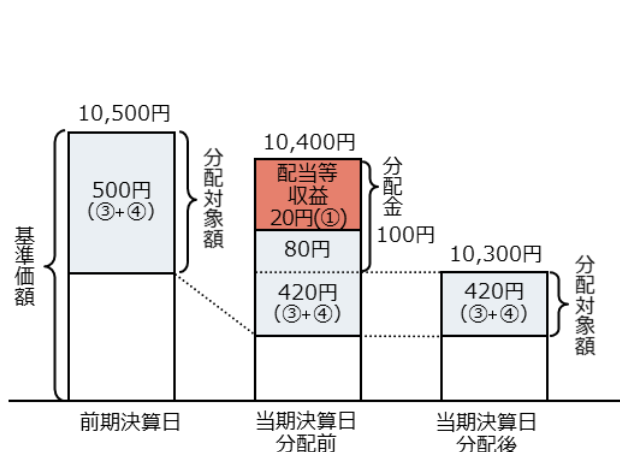 10,500円
500円
(③+④)
分配対象額
基準価額
前期決算日
10,400円
配当等
収益
20円(①)
80円
420円
(③+④)
分配金
100円
当期決算日
分配前
10,300円
420円
(③+④)
分配対象額
当期決算日
分配後